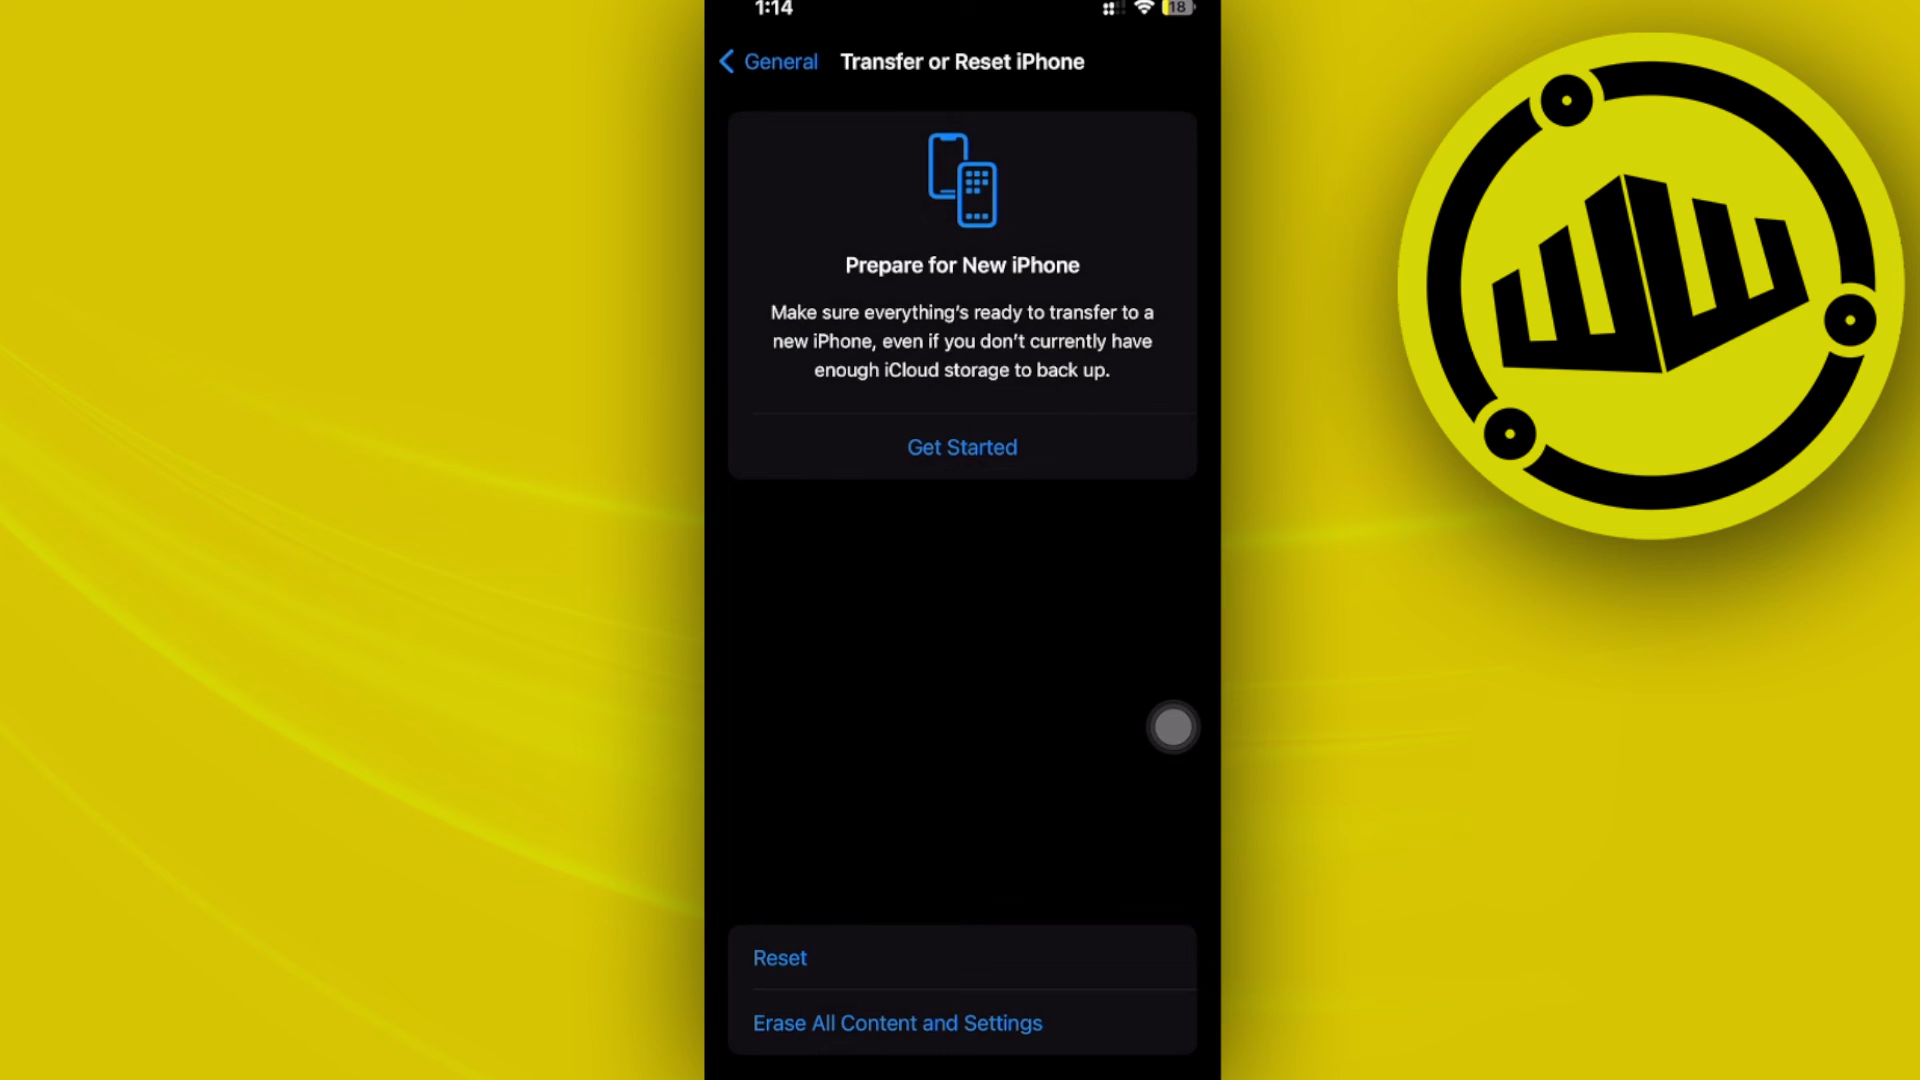 1:14
18
General
Transfer or Reset iPhone
Prepare for New iPhone
Make sure everything's ready to transfer to a
new iPhone, even if you don't currently have
enough iCloud storage to back up.
Get Started
Reset
Erase All Content and Settings